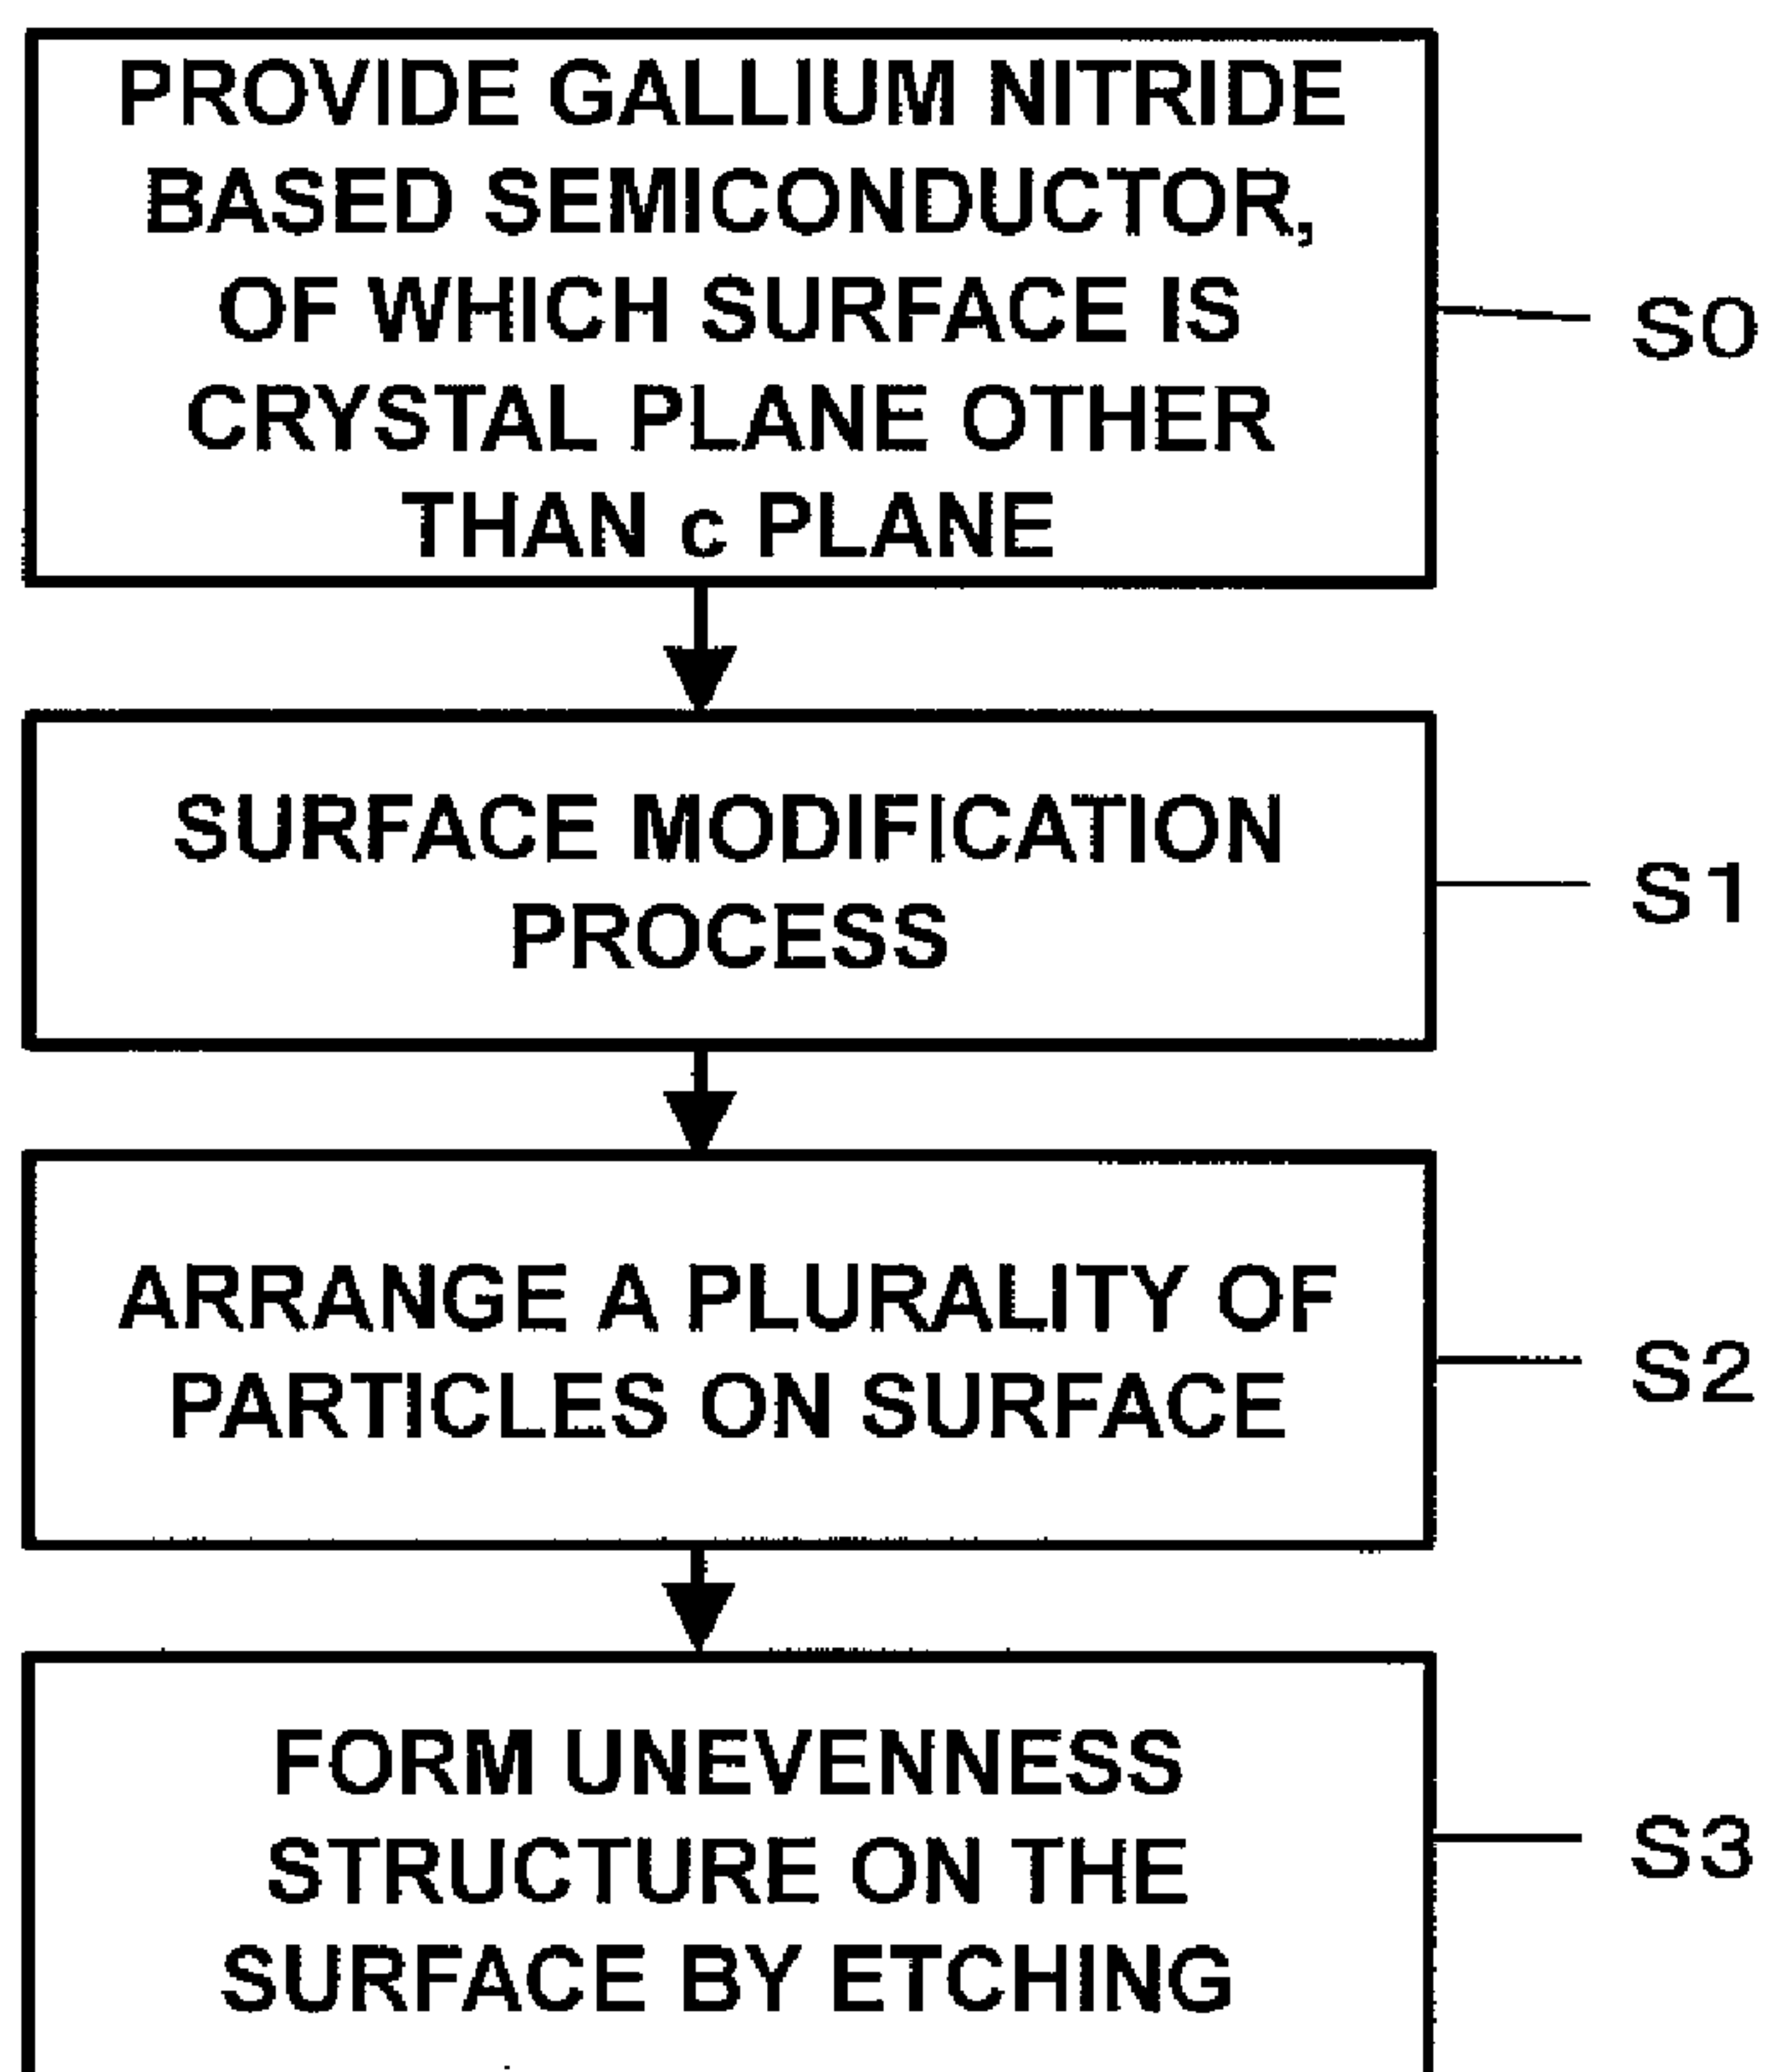 PROVIDE GALLIUM NITRIDE
BASED SEMICONDUCTOR,
OF WHICH SURFACE IS
CRYSTAL PLANE OTHER
THAN c PLANE
S0
SURFACE MODIFICATION
PROCESS
S1
ARRANGE A PLURALITY OF
PARTICLES ON SURFACE
S2
FORM UNEVENNESS
STRUCTURE ON THE
SURFACE BY ETCHING
S3